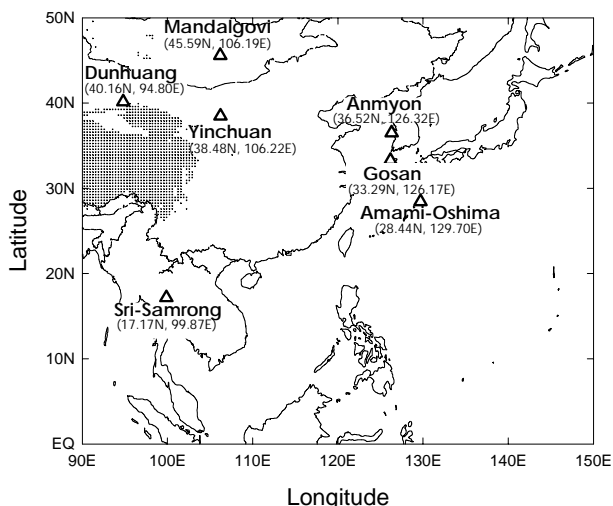 50N
Mandalgovi
(45.59N, 106.19E)
Dunhuang
(40.16N, 94.80E)
40N
Anmyon
(36.52N, 126.32E)
Yinchuan
(38.48N, 106.22E)
Gosan
(33.29N, 126.17E)
30N
Amami-Oshima
(28.44N, 129.70E)
Latitude
20N
Sri-Samrong
(17.17N, 99.87E)
10N
EQ
90E 100E 110E 120E 130E 140E 150E
Longitude